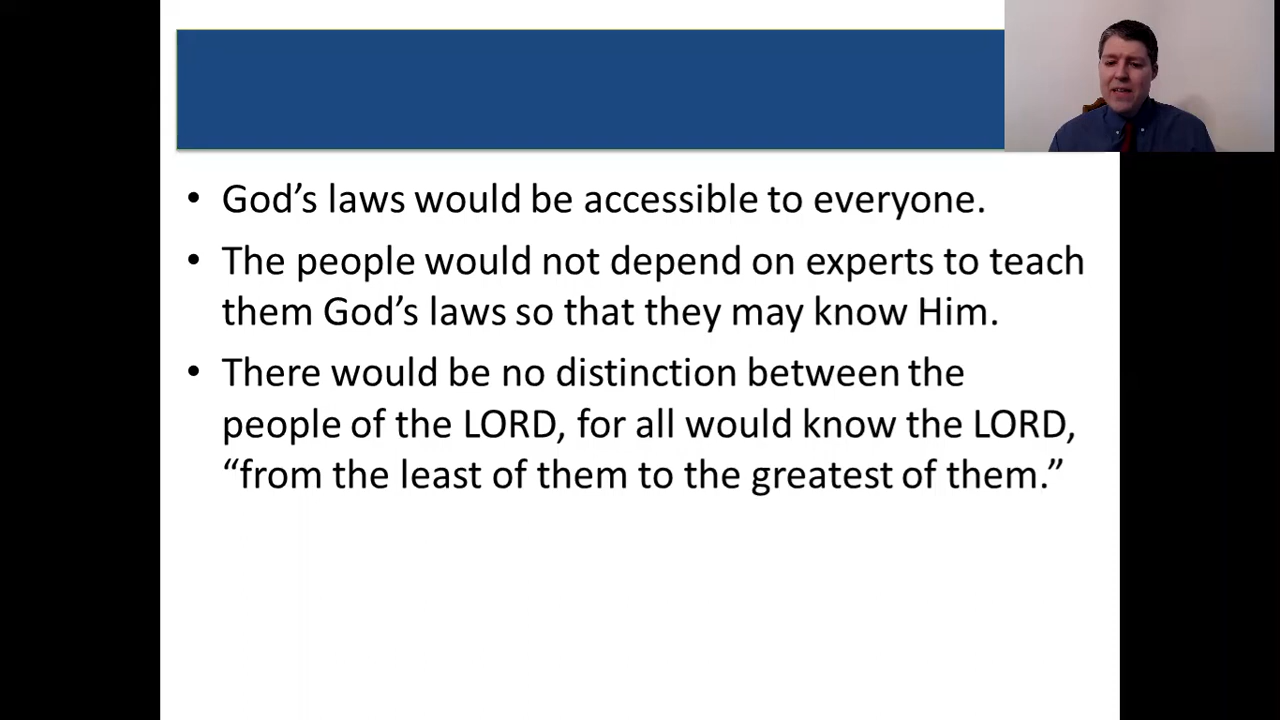 • God’s laws would be accessible to everyone.
• The people would not depend on experts to teach
them God’s laws so that they may know Him.
• There would be no distinction between the
people of the LORD, for all would know the LORD,
“from the least of them to the greatest of them.”